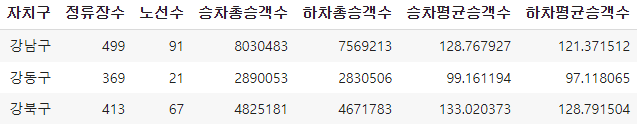 자치구 정류장수 노선수 승차총승객수 하차총승객수 승차평균승객수 하차평균승객수
강남구 499 91 8030483 7569213 128.767927 121.371512
강동구 369 21 2890053 2830506 99.161194 97.118065
강북구 413 67 4825181 4671783 133.020373 128.791504